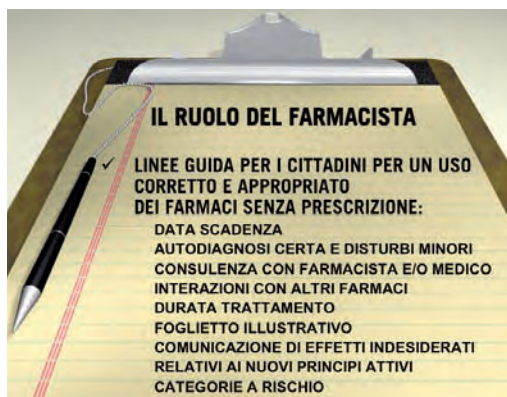 IL RUOLO DEL FARMACISTA
✓ LINEE GUIDA PER I CITTADINI PER UN USO
CORRETTO E APPROPRIATO
DEI FARMACI SENZA PRESCRIZIONE:
DATA SCADENZA
AUTODIAGNOSI CERTA E DISTURBI MINORI
CONSULENZA CON FARMACISTA E/O MEDICO
INTERAZIONI CON ALTRI FARMACI
DURATA TRATTAMENTO
FOGLIETTO ILLUSTRATIVO
COMUNICAZIONE DI EFFETTI INDESIDERATI
RELATIVI AI NUOVI PRINCIPI ATTIVI
CATEGORIE A RISCHIO